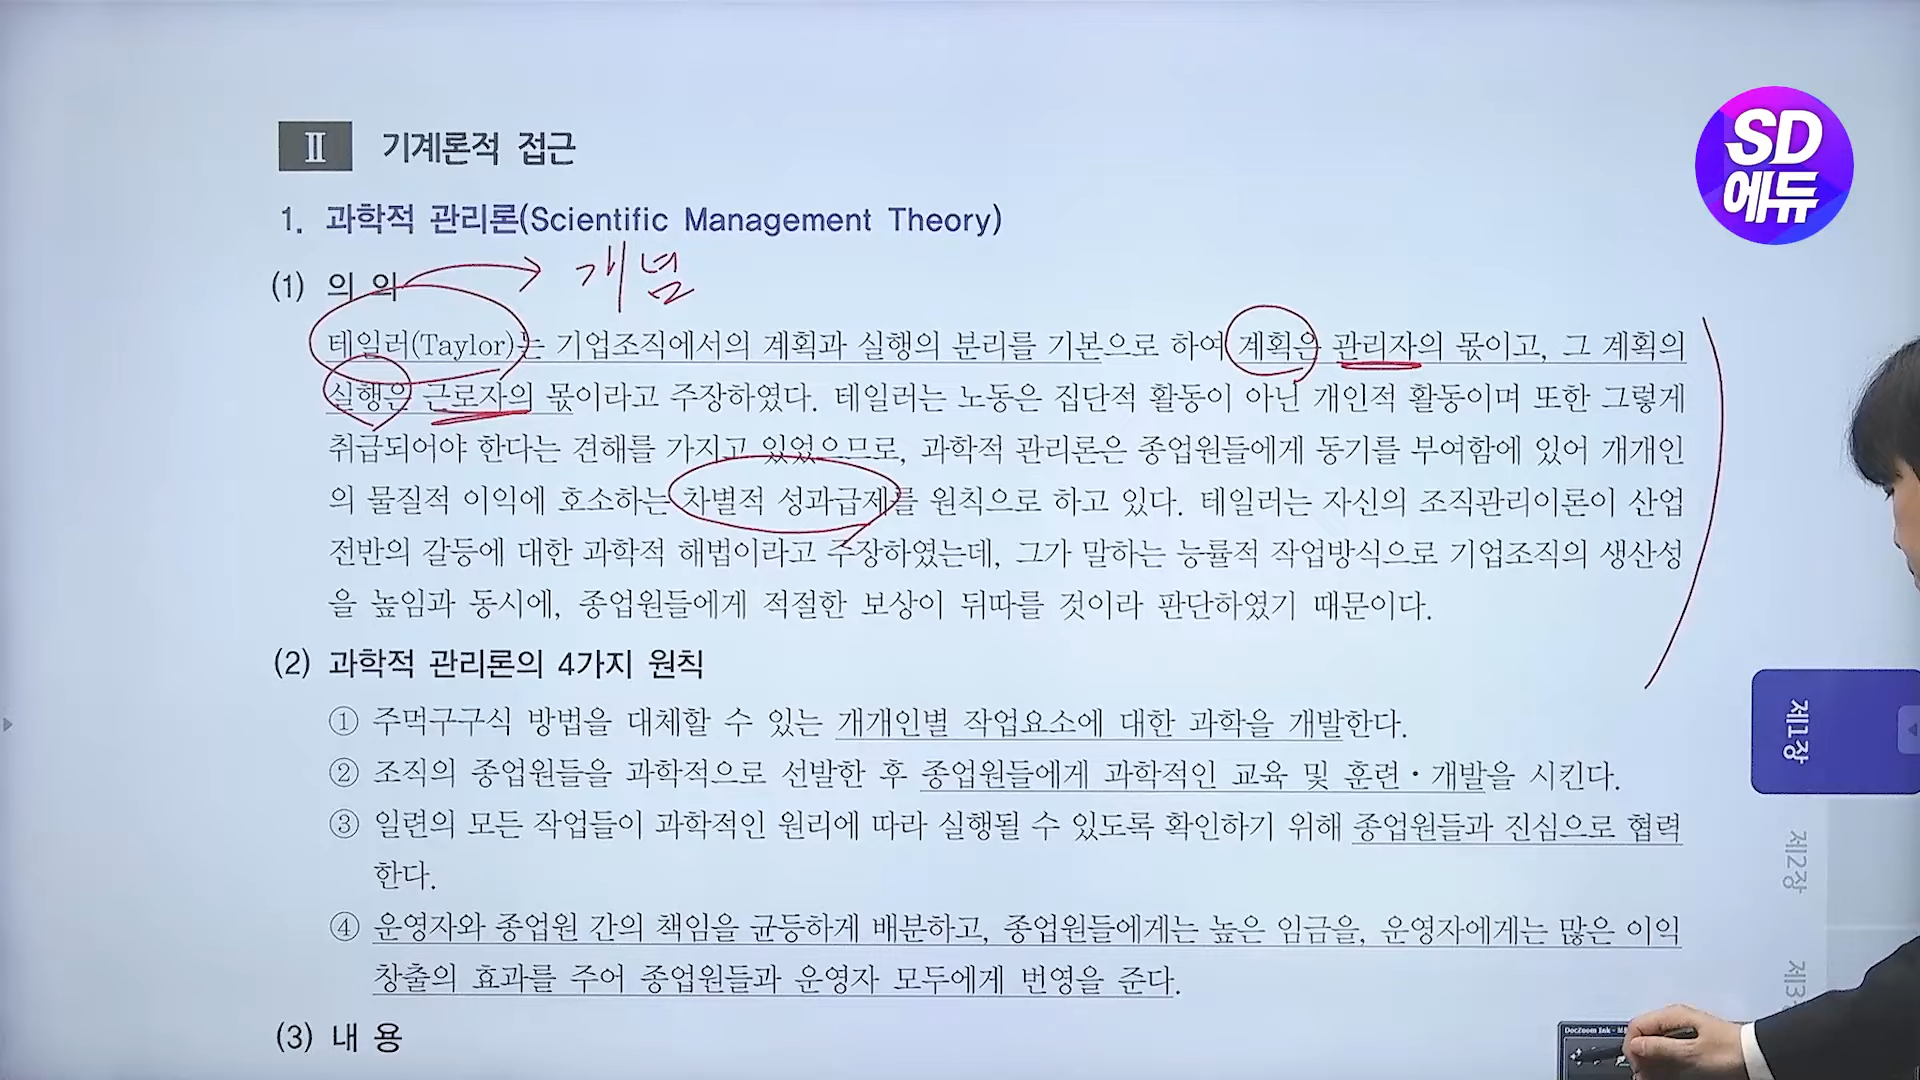 SD
에듀
Ⅱ 기계론적 접근
1. 과학적 관리론(Scientific Management Theory)
(1) 의 의 → 개념
테일러(Taylor)는 기업조직에서의 계획과 실행의 분리를 기본으로 하여 계획은 관리자의 몫이고, 그 계획의
실행은 근로자의 몫이라고 주장하였다. 테일러는 노동은 집단적 활동이 아닌 개인적 활동이며 또한 그렇게
취급되어야 한다는 견해를 가지고 있었으므로, 과학적 관리론은 종업원들에게 동기를 부여함에 있어 개개인
의 물질적 이익에 호소하는 차별적 성과급제를 원칙으로 하고 있다. 테일러는 자신의 조직관리이론이 산업
전반의 갈등에 대한 과학적 해법이라고 주장하였는데, 그가 말하는 능률적 작업방식으로 기업조직의 생산성
을 높임과 동시에, 종업원들에게 적절한 보상이 뒤따를 것이라 판단하였기 때문이다.
(2) 과학적 관리론의 4가지 원칙
① 주먹구구식 방법을 대체할 수 있는 개개인별 작업요소에 대한 과학을 개발한다.
② 조직의 종업원들을 과학적으로 선발한 후 종업원들에게 과학적인 교육 및 훈련·개발을 시킨다.
③ 일련의 모든 작업들이 과학적인 원리에 따라 실행될 수 있도록 확인하기 위해 종업원들과 진심으로 협력
한다.
④ 운영자와 종업원 간의 책임을 균등하게 배분하고, 종업원들에게는 높은 임금을, 운영자에게는 많은 이익
창출의 효과를 주어 종업원들과 운영자 모두에게 번영을 준다.
(3) 내 용
제1장
제2장
제3
DocZoom Ink